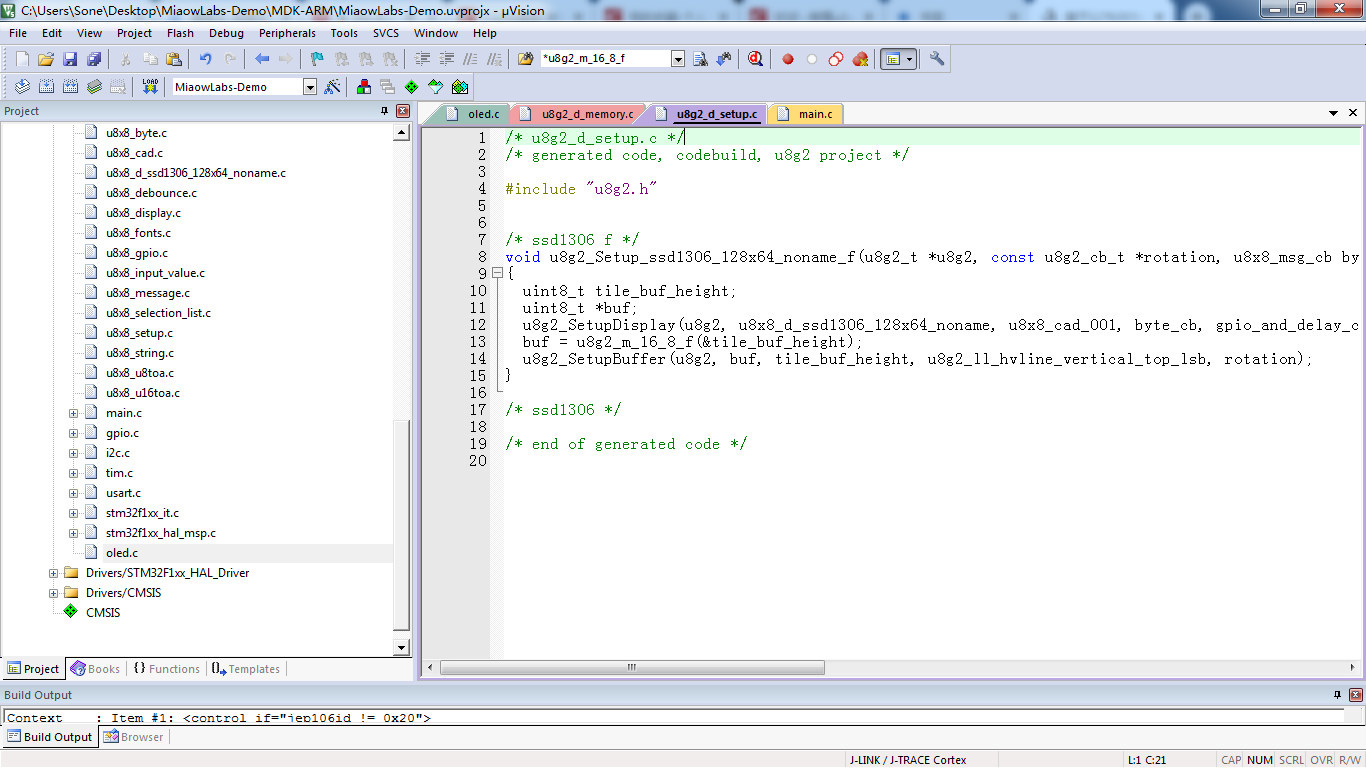 C:\Users\Sone\Desktop\MiaowLabs-Demo\MDK-ARM\MiaowLabs-Demo.uvprojx - µVision
File Edit View Project Flash Debug Peripherals Tools SVCS Window Help
*u8g2_m_16_8_f
LOAD
MiaowLabs-Demo
Project
u8x8_byte.c
u8x8_cad.c
u8x8_d_ssd1306_128x64_noname.c
u8x8_debounce.c
u8x8_display.c
u8x8_fonts.c
u8x8_gpio.c
u8x8_input_value.c
u8x8_message.c
u8x8_selection_list.c
u8x8_setup.c
u8x8_string.c
u8x8_u8toa.c
u8x8_u16toa.c
main.c
gpio.c
i2c.c
tim.c
usart.c
stm32f1xx_it.c
stm32f1xx_hal_msp.c
oled.c
Drivers/STM32F1xx_HAL_Driver
Drivers/CMSIS
CMSIS
Project Books {} Functions Templates
oled.c u8g2_d_memory.c u8g2_d_setup.c main.c
1 /* u8g2_d_setup.c */
2 /* generated code, codebuild, u8g2 project */
3
4 #include "u8g2.h"
5
6
7 /* ssd1306 f */
8 void u8g2_Setup_ssd1306_128x64_noname_f(u8g2_t *u8g2, const u8g2_cb_t *rotation, u8x8_msg_cb by
9 {
10 uint8_t tile_buf_height;
11 uint8_t *buf;
12 u8g2_SetupDisplay(u8g2, u8x8_d_ssd1306_128x64_noname, u8x8_cad_001, byte_cb, gpio_and_delay_c
13 buf = u8g2_m_16_8_f(&tile_buf_height);
14 u8g2_SetupBuffer(u8g2, buf, tile_buf_height, u8g2_ll_hvline_vertical_top_lsb, rotation);
15 }
16
17 /* ssd1306 */
18
19 /* end of generated code */
20
Build Output
Context : Item #1: <control if="jep106id != 0x20">
Build Output Browser
J-LINK / J-TRACE Cortex L:1 C:21 CAP NUM SCRL OVR R/W